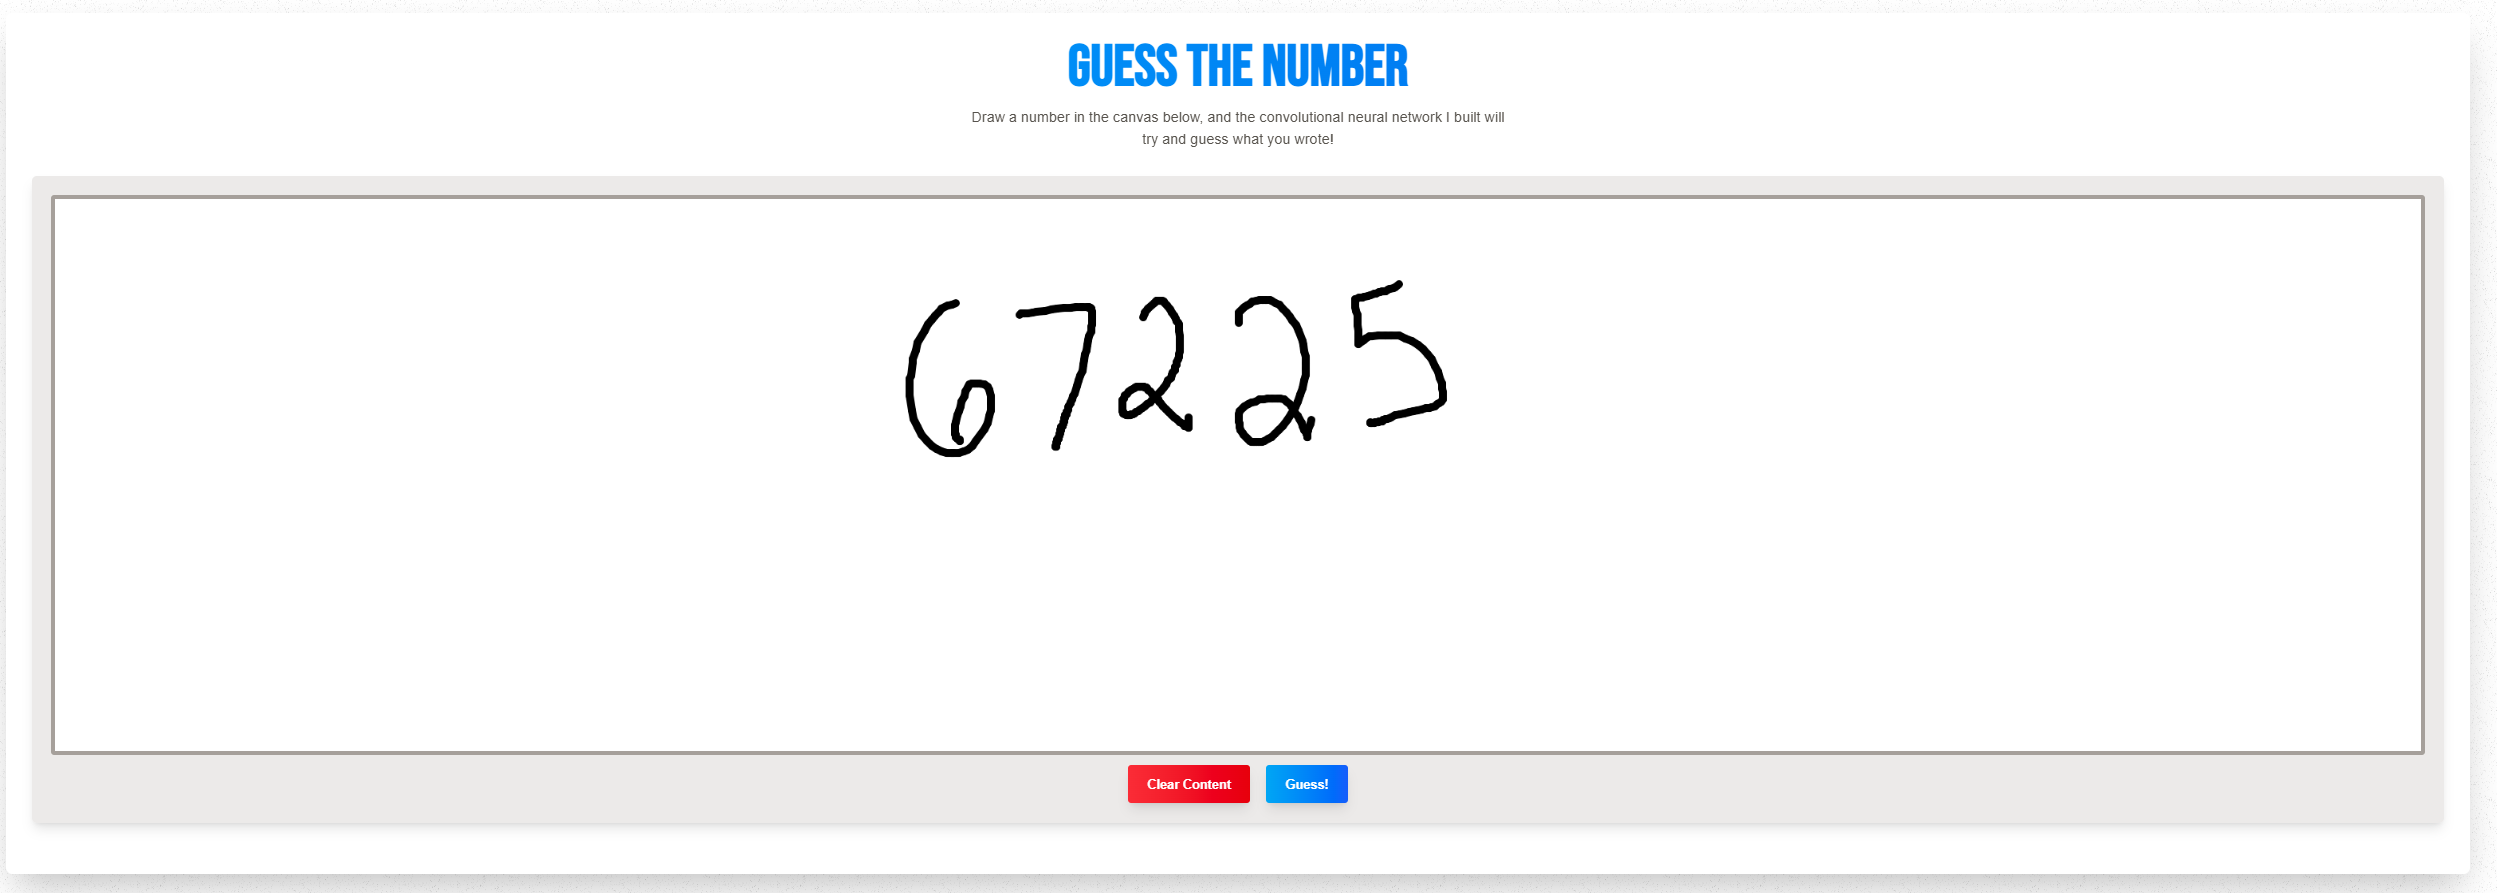 GUESS THE NUMBER
Draw a number in the canvas below, and the convolutional neural network I built will
try and guess what you wrote!
67225
Clear Content
Guess!